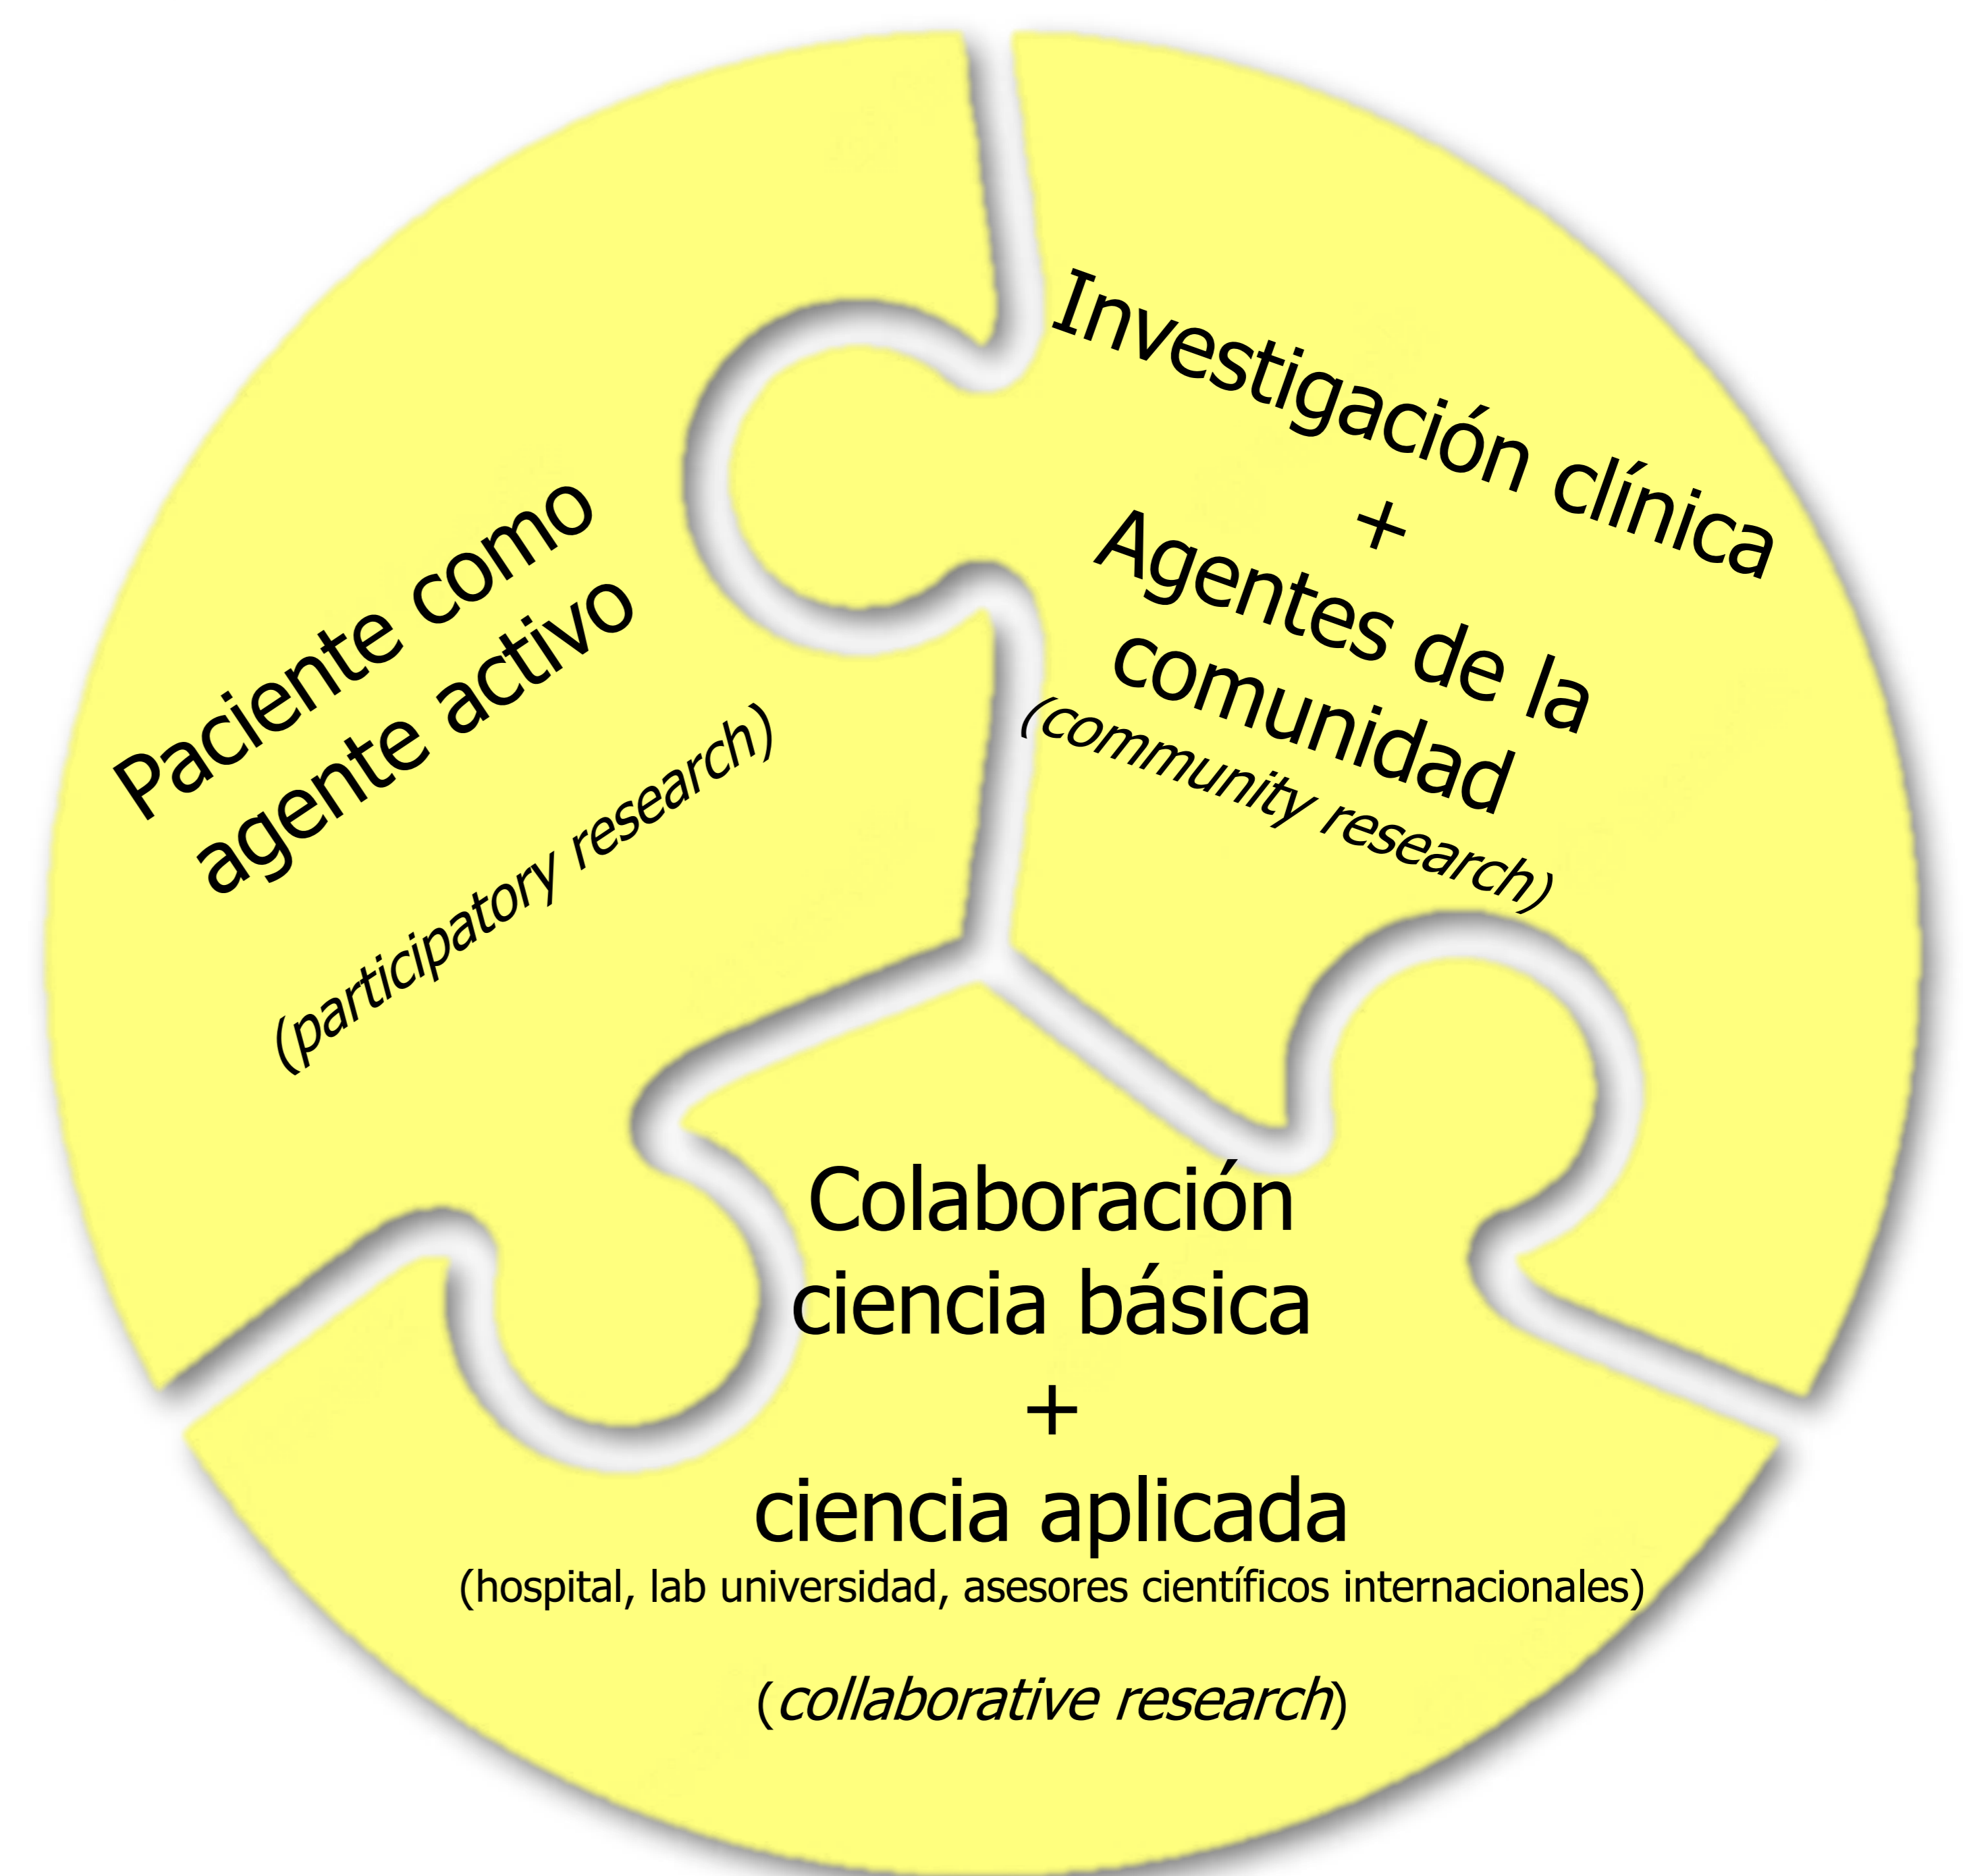 Paciente como
agente activo
(participatory research)
Investigación clínica
+
Agentes de la
comunidad
(community research)
Colaboración
ciencia básica
+
ciencia aplicada
(hospital, lab universidad, asesores científicos internacionales)
(collaborative research)